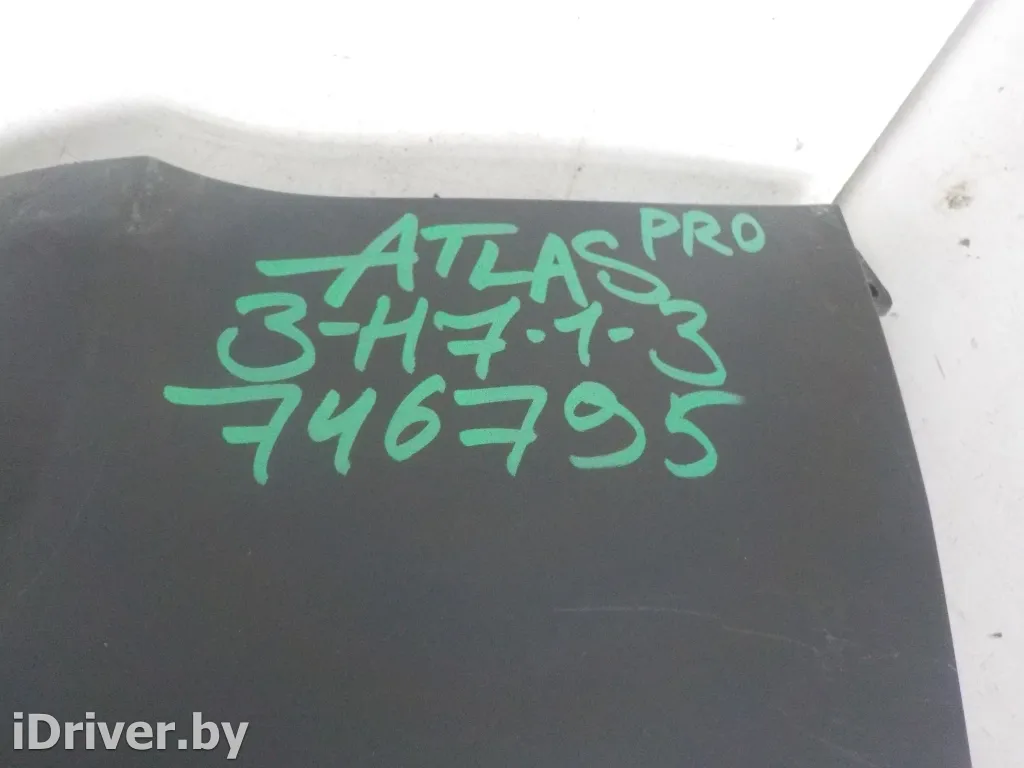 ATLAS PRO
3-H7-1-3
746795
iDriver.by